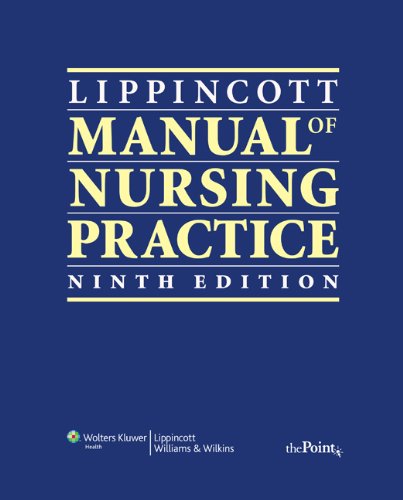 LIPPINCOTT
MANUAL OF
NURSING
PRACTICE
NINTH EDITION
Wolters Kluwer
Health
Lippincott
Williams & Wilkins
thePoint